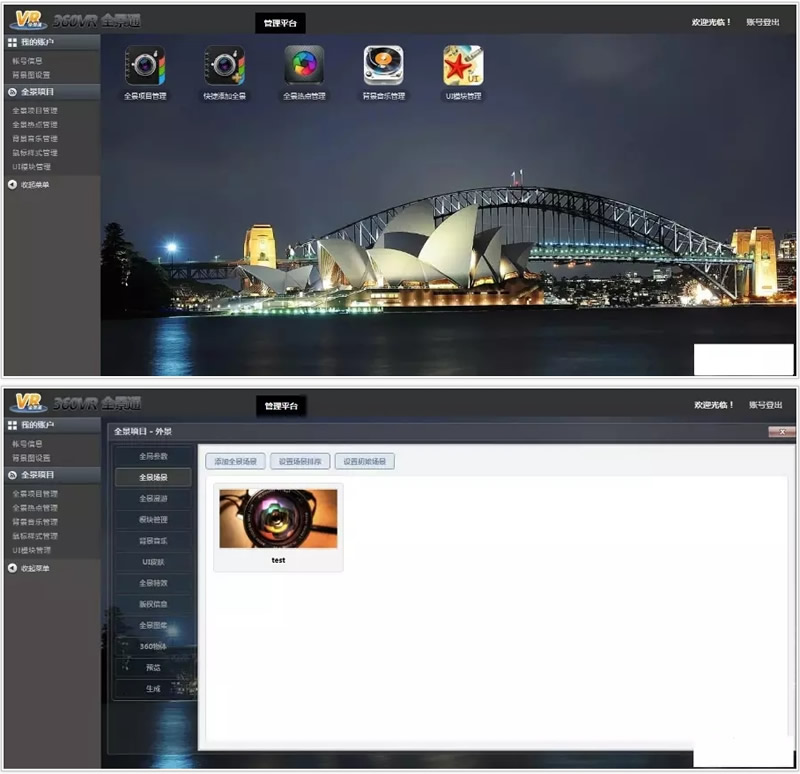 VR 360VR 全景通
管理平台
欢迎光临！ 账号登出
我的账户
帐号信息
背景图设置
全景项目
全景项目管理
全景热点管理
背景音乐管理
鼠标样式管理
UI模块管理
收起菜单
全景项目管理 快捷添加全景 全景热点管理 背景音乐管理 UI模块管理
VR 360VR 全景通
管理平台
欢迎光临！ 账号登出
我的账户
帐号信息
背景图设置
全景项目
全景项目管理
全景热点管理
背景音乐管理
鼠标样式管理
UI模块管理
收起菜单
全景项目 - 外景
全局参数
全景场景
全景漫游
模块管理
背景音乐
UI皮肤
全景特效
版权信息
全景图库
360物体
预览
生成
添加全景场景 设置场景排序 设置初始场景
test